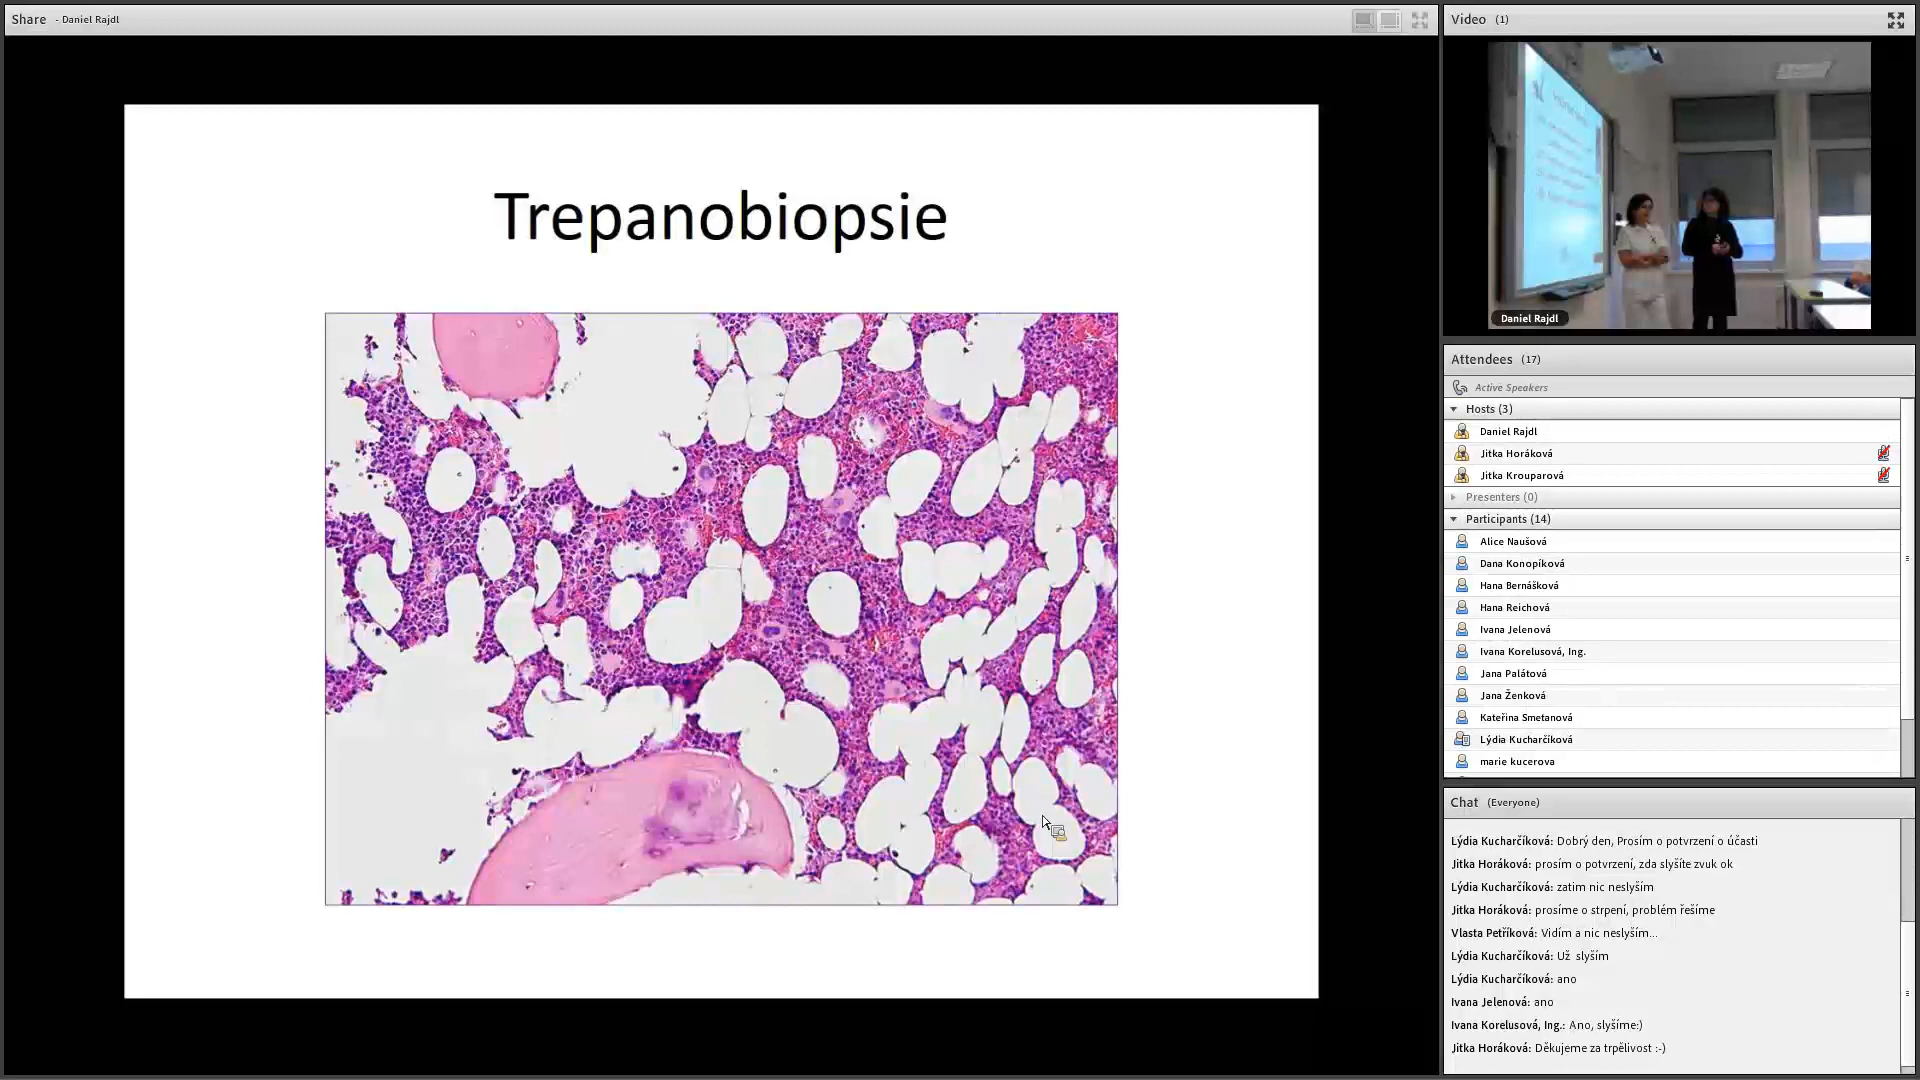 Share - Daniel Rajdl
Trepanobiopsie
Video (1)
Daniel Rajdl
Attendees (17)
Active Speakers
Hosts (3)
Daniel Rajdl
Jitka Horáková
Jitka Krouparová
Presenters (0)
Participants (14)
Alice Naušová
Dana Konopíková
Hana Bernášková
Hana Reichová
Ivana Jelenová
Ivana Korelusová, Ing.
Jana Palátová
Jana Ženková
Kateřina Smetanová
Lýdia Kucharčíková
marie kucerova
Chat (Everyone)
Lýdia Kucharčíková: Dobrý den, Prosím o potvrzení o účasti
Jitka Horáková: prosím o potvrzení, zda slyšíte zvuk ok
Lýdia Kucharčíková: zatim nic neslyším
Jitka Horáková: prosíme o strpení, problém řešíme
Vlasta Petříková: Vidím a nic neslyším...
Lýdia Kucharčíková: Už slyším
Lýdia Kucharčíková: ano
Ivana Jelenová: ano
Ivana Korelusová, Ing.: Ano, slyšíme:)
Jitka Horáková: Děkujeme za trpělivost :-)